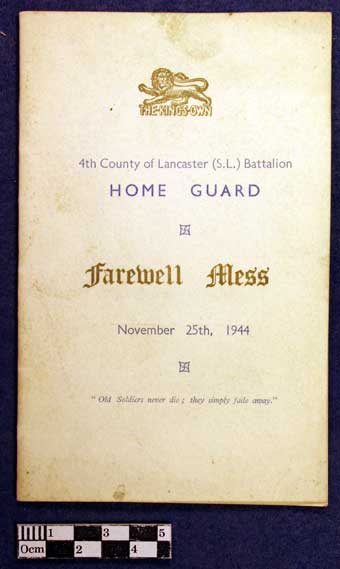 THE·KING'S·OWN
4th County of Lancaster (S.L.) Battalion
HOME GUARD
Farewell Mess
November 25th, 1944
"Old Soldiers never die; they simply fade away."
1 3 5
0cm 2 4